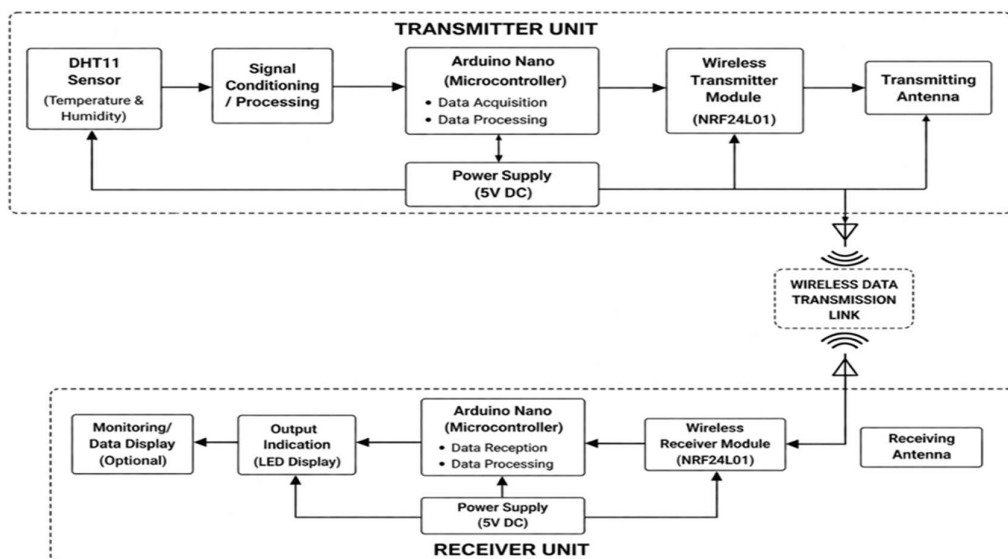 TRANSMITTER UNIT
DHT11
Sensor
(Temperature &
Humidity)
Signal
Conditioning
/ Processing
Arduino Nano
(Microcontroller)
• Data Acquisition
• Data Processing
Wireless
Transmitter
Module
(NRF24L01)
Transmitting
Antenna
Power Supply
(5V DC)
WIRELESS DATA
TRANSMISSION
LINK
Monitoring/
Data Display
(Optional)
Output
Indication
(LED Display)
Arduino Nano
(Microcontroller)
• Data Reception
• Data Processing
Wireless
Receiver Module
(NRF24L01)
Receiving
Antenna
Power Supply
(5V DC)
RECEIVER UNIT